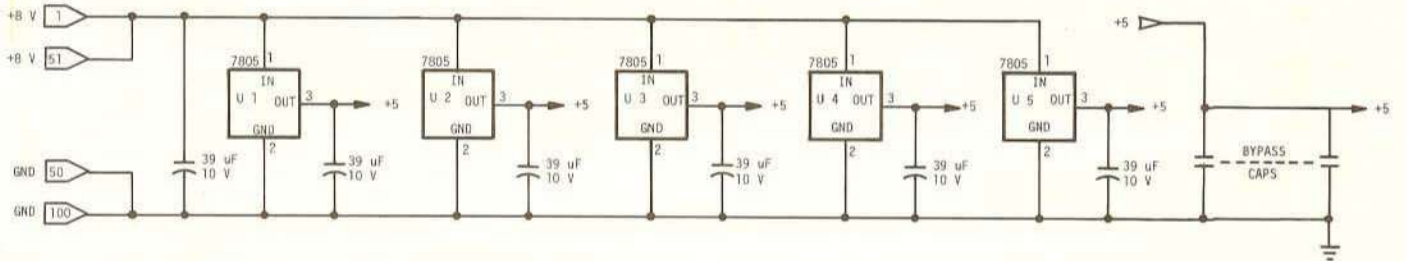 +8 V 1
+8 V 51
GND 50
GND 100
39 uF
10 V
7805 1
IN
U 1 OUT 3
GND
2
+5
39 uF
10 V
7805 1
IN
U 2 OUT 3
GND
2
+5
39 uF
10 V
7805 1
IN
U 3 OUT 3
GND
2
+5
39 uF
10 V
7805 1
IN
U 4 OUT 3
GND
2
+5
39 uF
10 V
7805 1
IN
U 5 OUT 3
GND
2
+5
39 uF
10 V
+5
+5
BYPASS
CAPS